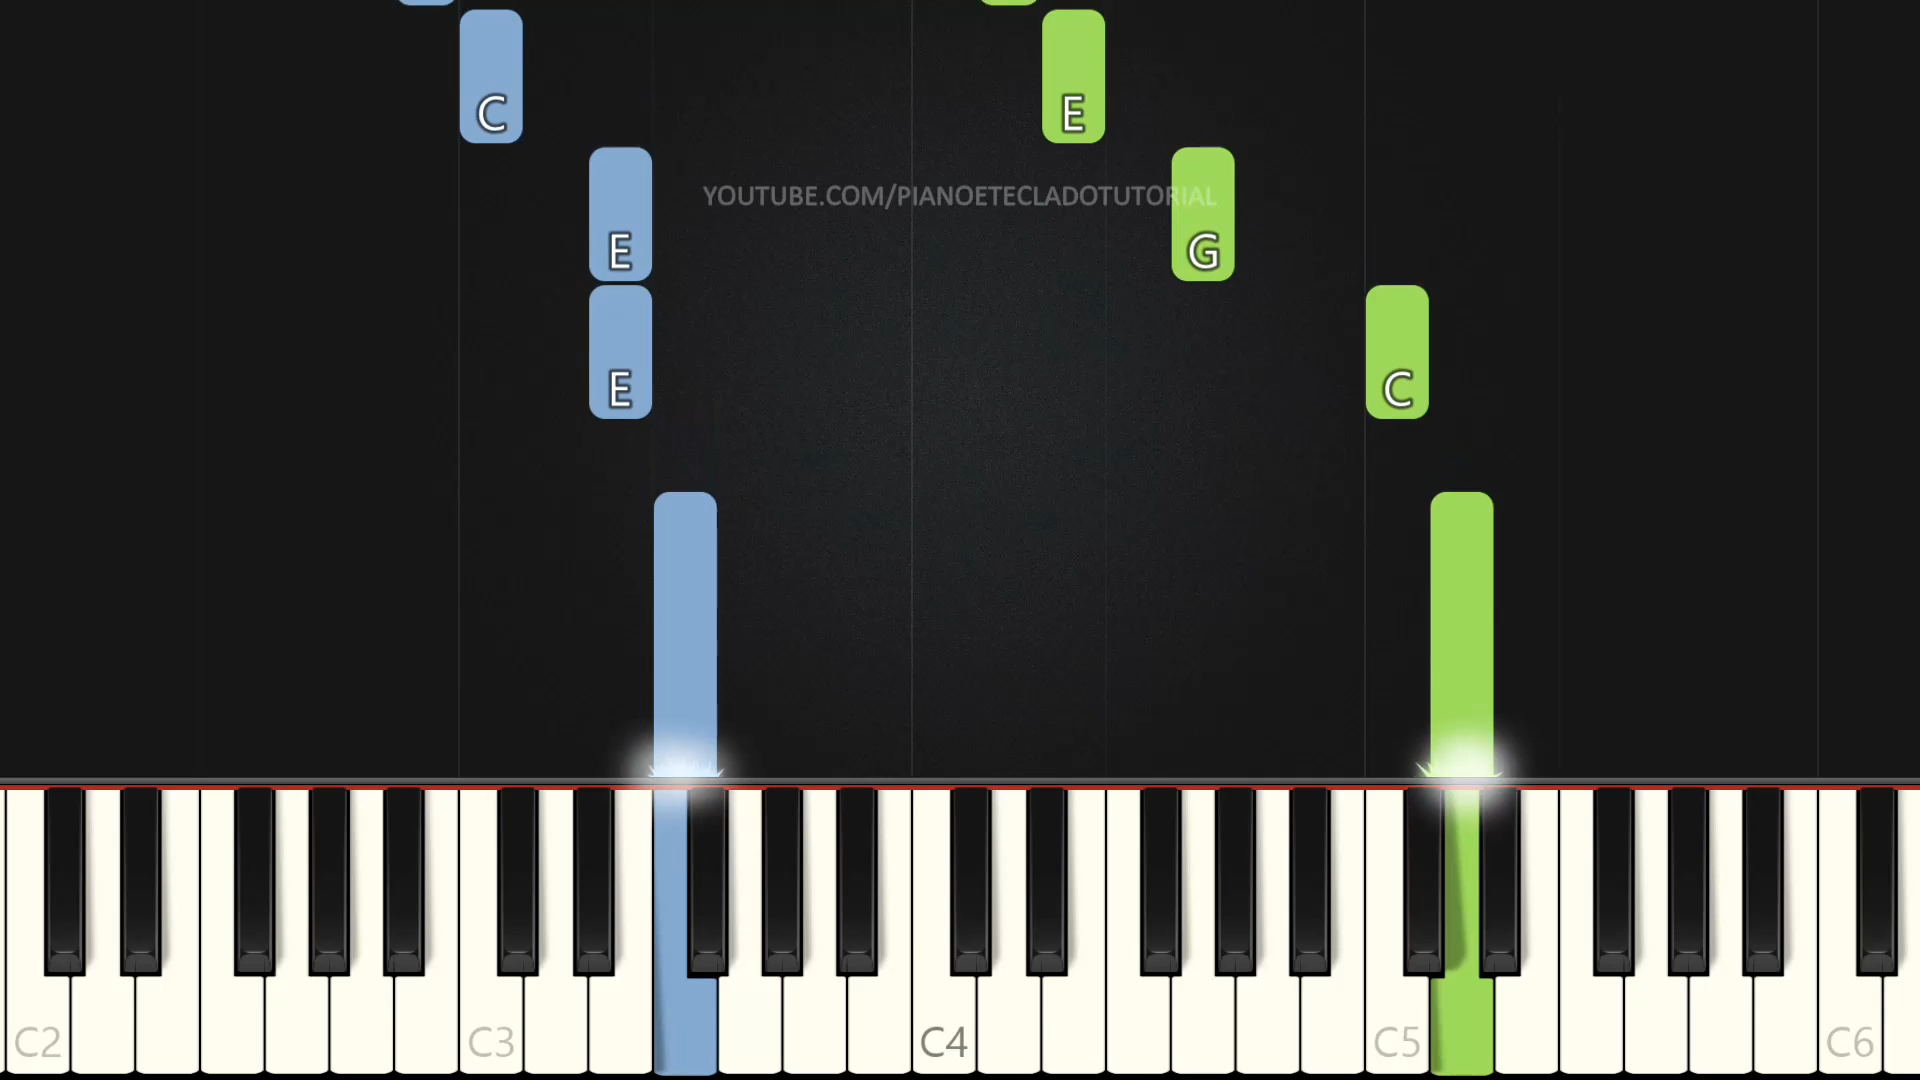 C E
YOUTUBE.COM/PIANOETECLADOTUTORIAL
E G
E C
C2 C3 C4 C5 C6